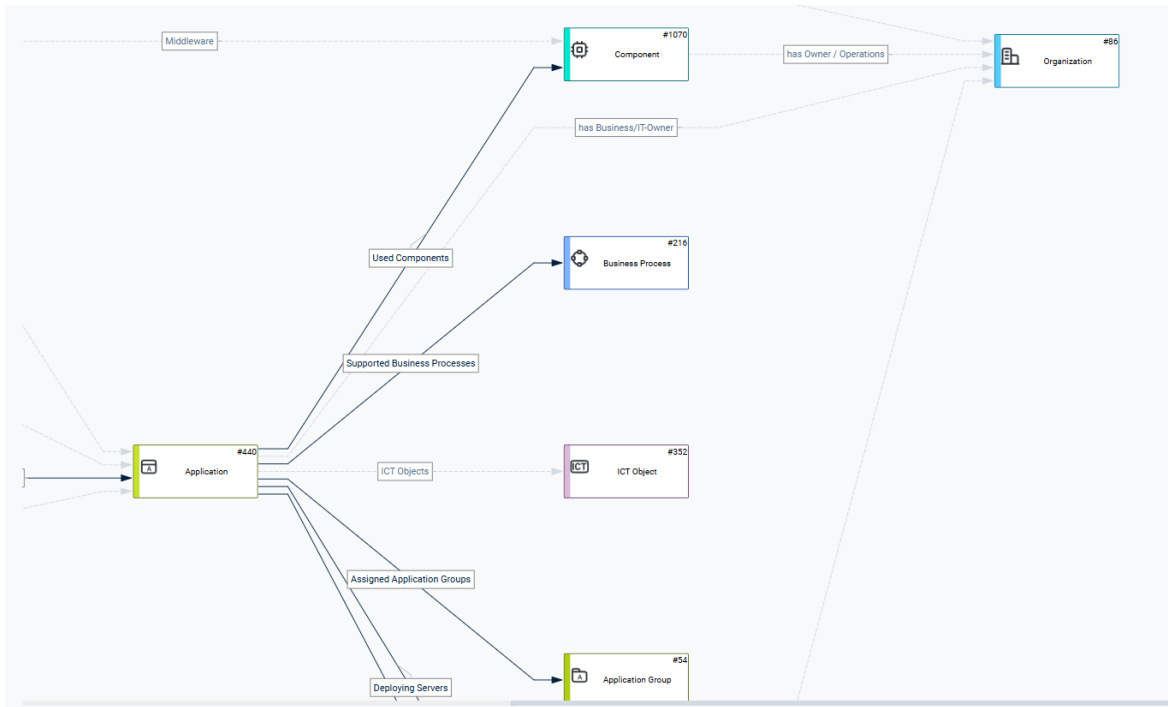 #1070
Component
Middleware
#86
Organization
has Owner / Operations
has Business/IT-Owner
Used Components
#216
Business Process
Supported Business Processes
#440
A
Application
ICT Objects
#352
ICT
ICT Object
Assigned Application Groups
#54
A
Application Group
Deploying Servers